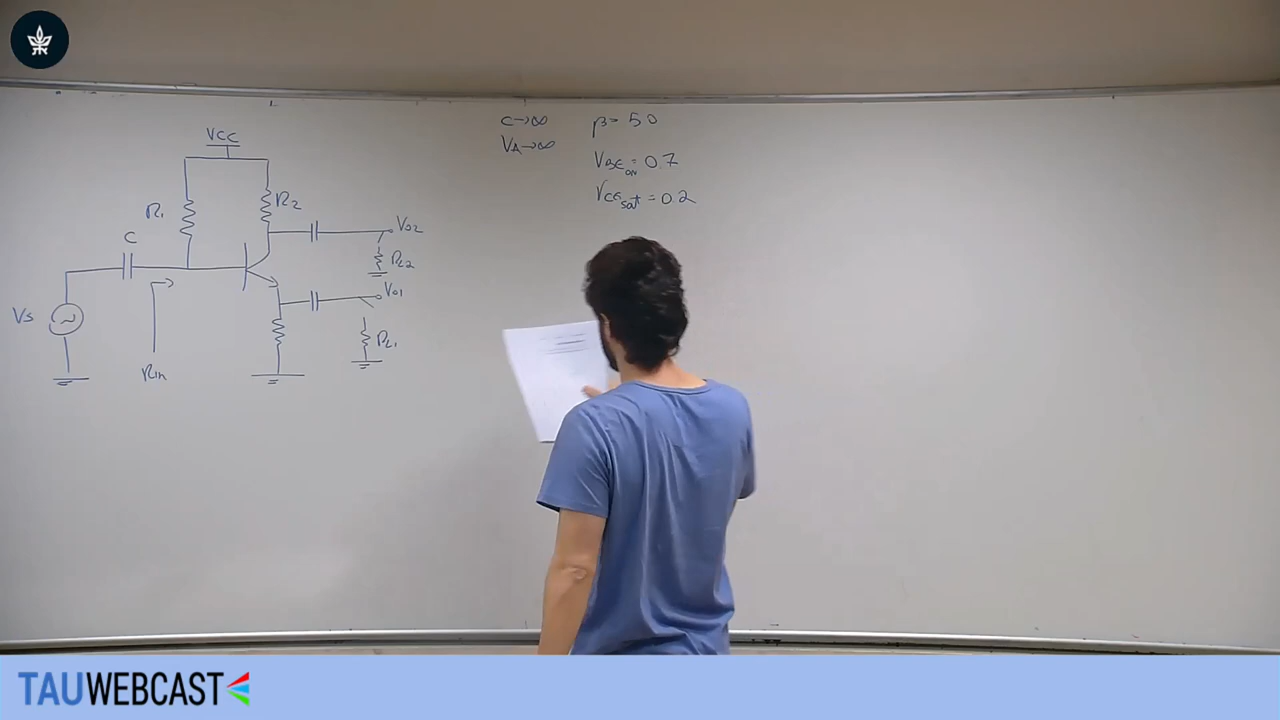 VCC
R1
R2
C
Vo2
RL2
Vo1
RL1
Vs
Rin
C→∞
VA→∞
β= 50
VBEon = 0.7
VCEsat = 0.2
TAUWEBCAST